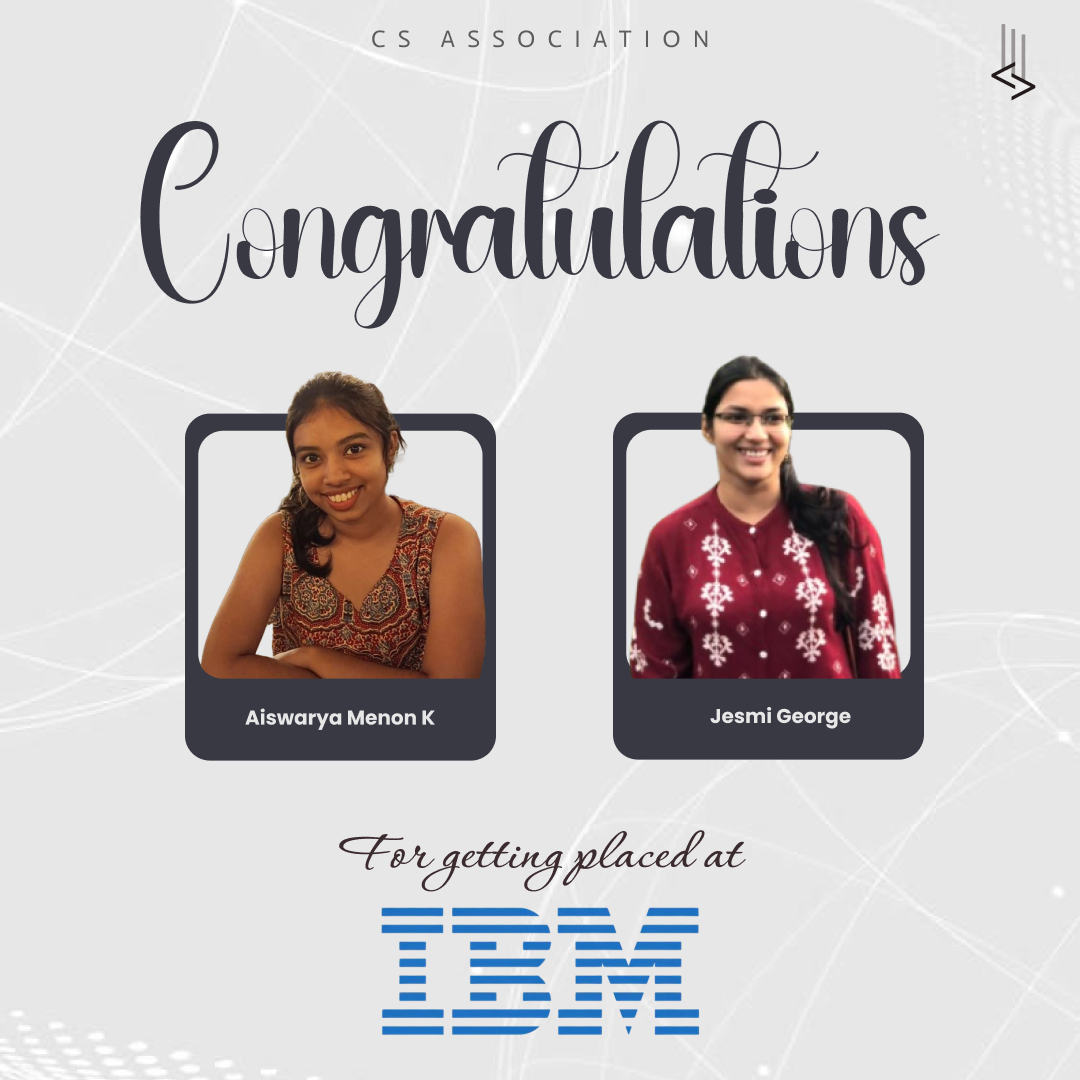 CS ASSOCIATION
Congratulations
Aiswarya Menon K
Jesmi George
For getting placed at
IBM